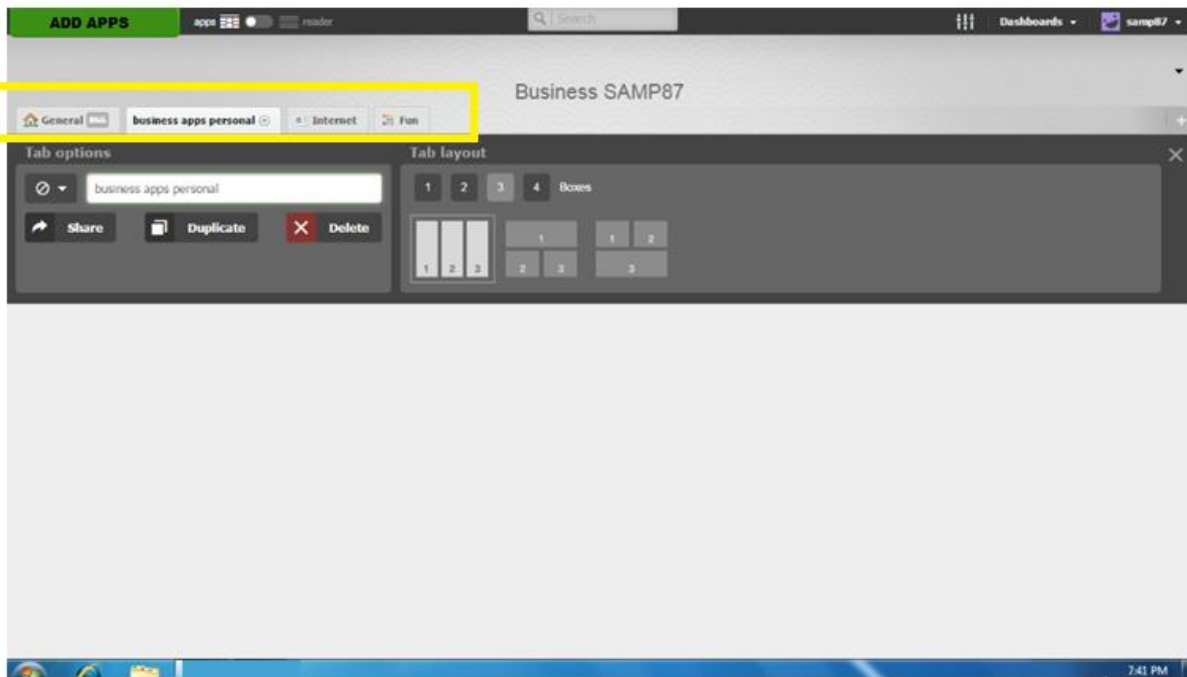 ADD APPS apps reader Search Dashboards samp87
Business SAMP87
General business apps personal Internet Fun
Tab options Tab layout
business apps personal 1 2 3 4 Boxes
Share Duplicate Delete
1 2 3 1 2 3 1 2 3
7:41 PM